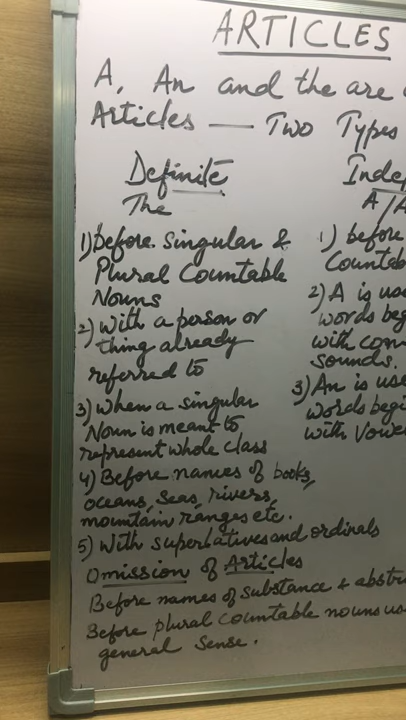 ARTICLES
A, An and the are
Articles — Two Types
Definite
The
1) before singular &
Plural Countable
Nouns
2) with a person or
thing already
referred to
3) when a singular
Noun is meant to
represent whole class
4) Before names of books,
oceans, seas, rivers,
mountain ranges etc.
5) With superlatives and ordinals
Indef
A /A
1) before
Countab
2) A is use
words beg
with con
sounds.
3) An is use
words begi
with Vowe
Omission of Articles
Before names of substance & abstr
Before plural countable nouns us
general sense.